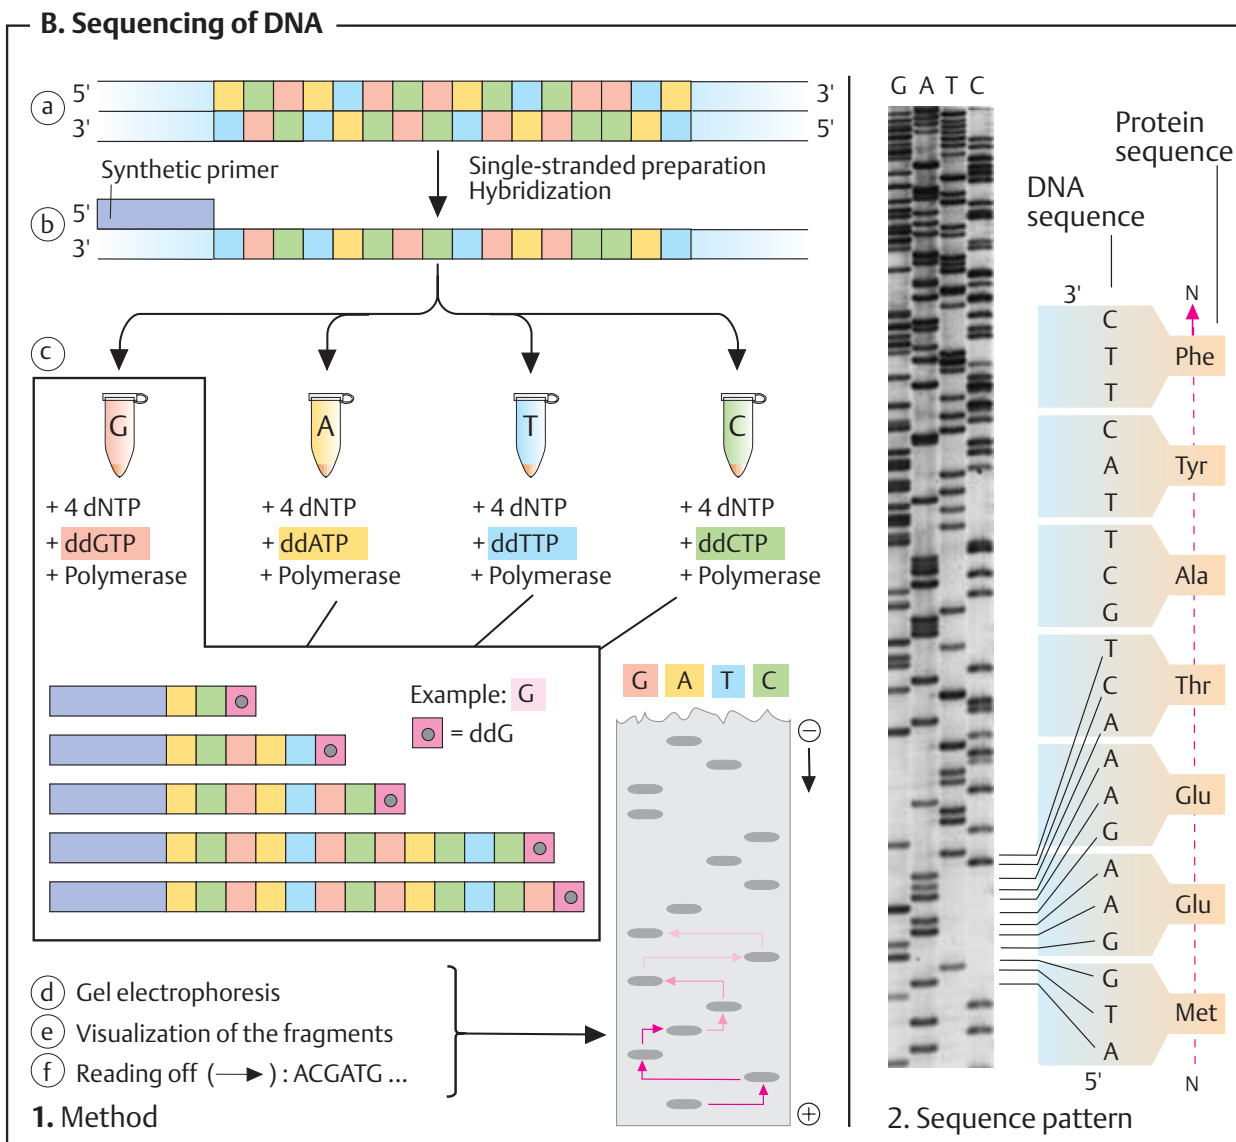 B. Sequencing of DNA
a
5'
3'
3'
5'
Synthetic primer
Single-stranded preparation
Hybridization
b
5'
3'
c
G
A
T
C
+ 4 dNTP
+ ddGTP
+ Polymerase
+ 4 dNTP
+ ddATP
+ Polymerase
+ 4 dNTP
+ ddTTP
+ Polymerase
+ 4 dNTP
+ ddCTP
+ Polymerase
Example: G
= ddG
G A T C
−
+
d Gel electrophoresis
e Visualization of the fragments
f Reading off ( ) : ACGATG ...
1. Method
G A T C
Protein
sequence
DNA
sequence
3'
N
C
T
T
Phe
C
A
T
Tyr
T
C
G
Ala
T
C
A
Thr
A
A
G
Glu
A
A
G
Glu
G
T
A
Met
5'
N
2. Sequence pattern